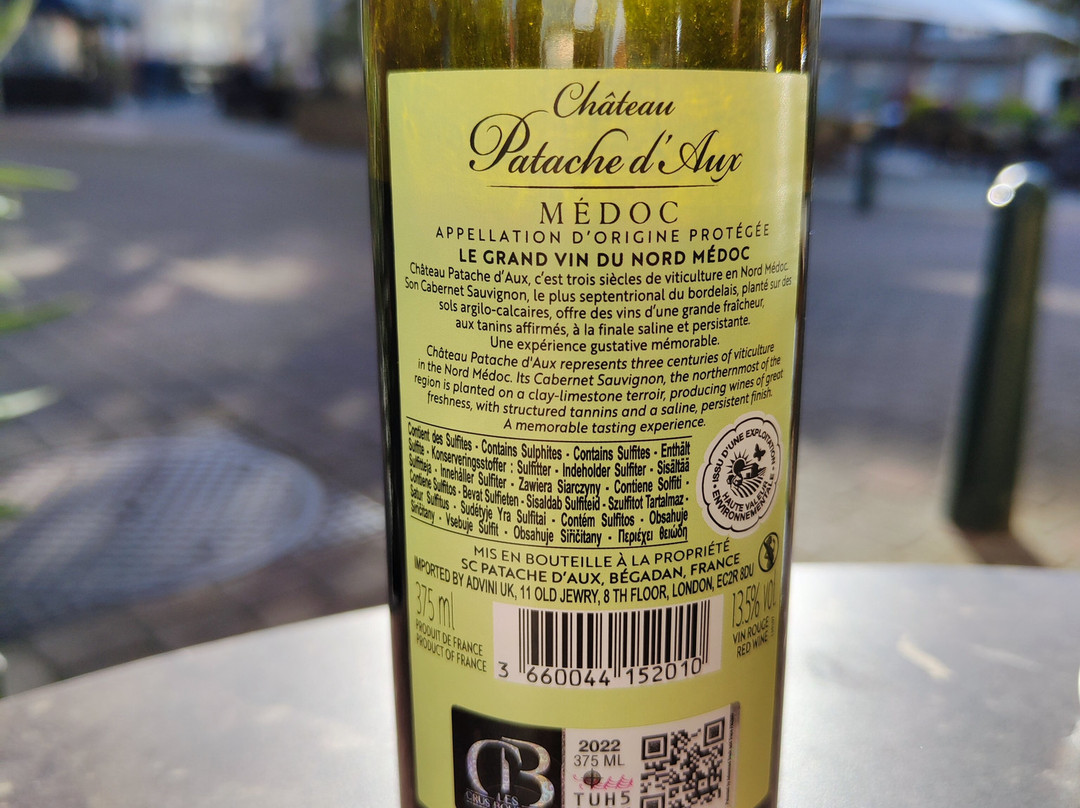 Château
Patache d'Aux
MÉDOC
APPELLATION D'ORIGINE PROTÉGÉE
LE GRAND VIN DU NORD MÉDOC
Château Patache d'Aux, c'est trois siècles de viticulture en Nord Médoc.
Son Cabernet Sauvignon, le plus septentrional du bordelais, planté sur des
sols argilo-calcaires, offre des vins d'une grande fraîcheur,
aux tanins affirmés, à la finale saline et persistante.
Une expérience gustative mémorable.
Château Patache d'Aux represents three centuries of viticulture
in the Nord Médoc. Its Cabernet Sauvignon, the northernmost of the
region is planted on a clay-limestone terroir, producing wines of great
freshness, with structured tannins and a saline, persistent finish.
A memorable tasting experience.
Contient des Sulfites - Contains Sulphites - Contains Sulfites - Enthält
Sulfite - Konserveringsstoffer : Sulfitter - Indeholder Sulfiter - Sisältää
Sulfiteja - Innehåller Sulfiter - Zawiera Siarczyny - Contiene Solfiti -
Contiene Sulfitos - Bevat Sulfieten - Sisaldab Sulfiteid - Szulfitot Tartalmaz -
Satur Sulfitus - Sudėtyje Yra Sulfitai - Contém Sulfitos - Obsahuje
Siričitany - Vsebuje Sulfit - Obsahuje Siřičitany - Περιέχει θειώδη
ISSU D'UNE EXPLOITATION
HAUTE VALEUR
ENVIRONNEMENTALE
MIS EN BOUTEILLE À LA PROPRIÉTÉ
SC PATACHE D'AUX, BÉGADAN, FRANCE
IMPORTED BY ADVINI UK, 11 OLD JEWRY, 8 TH FLOOR, LONDON, EC2R 8DU
375 ml
PRODUIT DE FRANCE
PRODUCT OF FRANCE
3 660044 152010
13.5% VOL
VIN ROUGE
RED WINE
CB
LES
2022
375 ML
TUH5